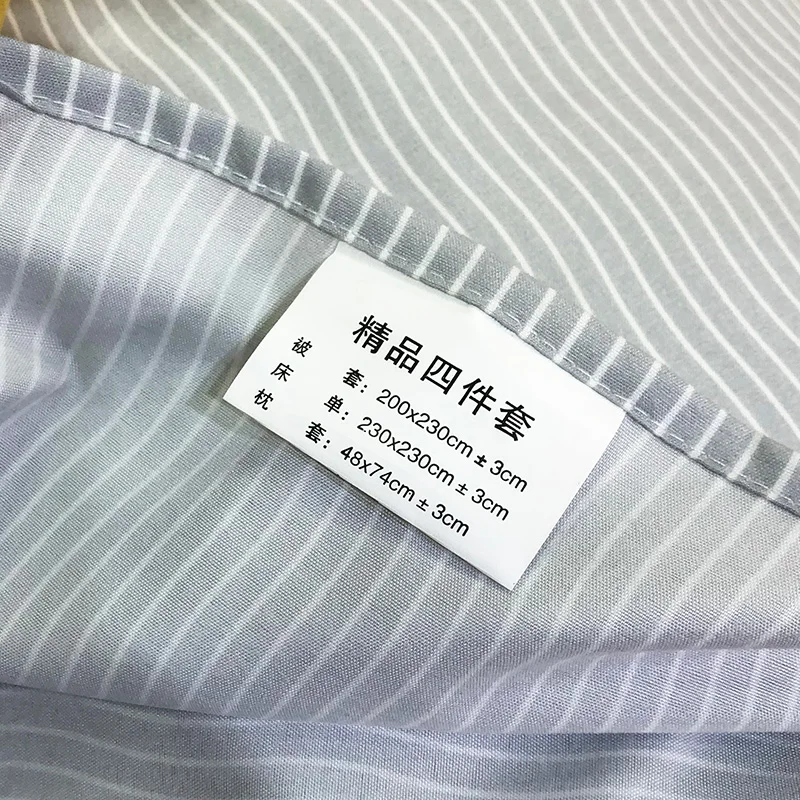 精品四件套
被 套：200x230cm±3cm
床 单：230x230cm±3cm
枕 套：48x74cm±3cm